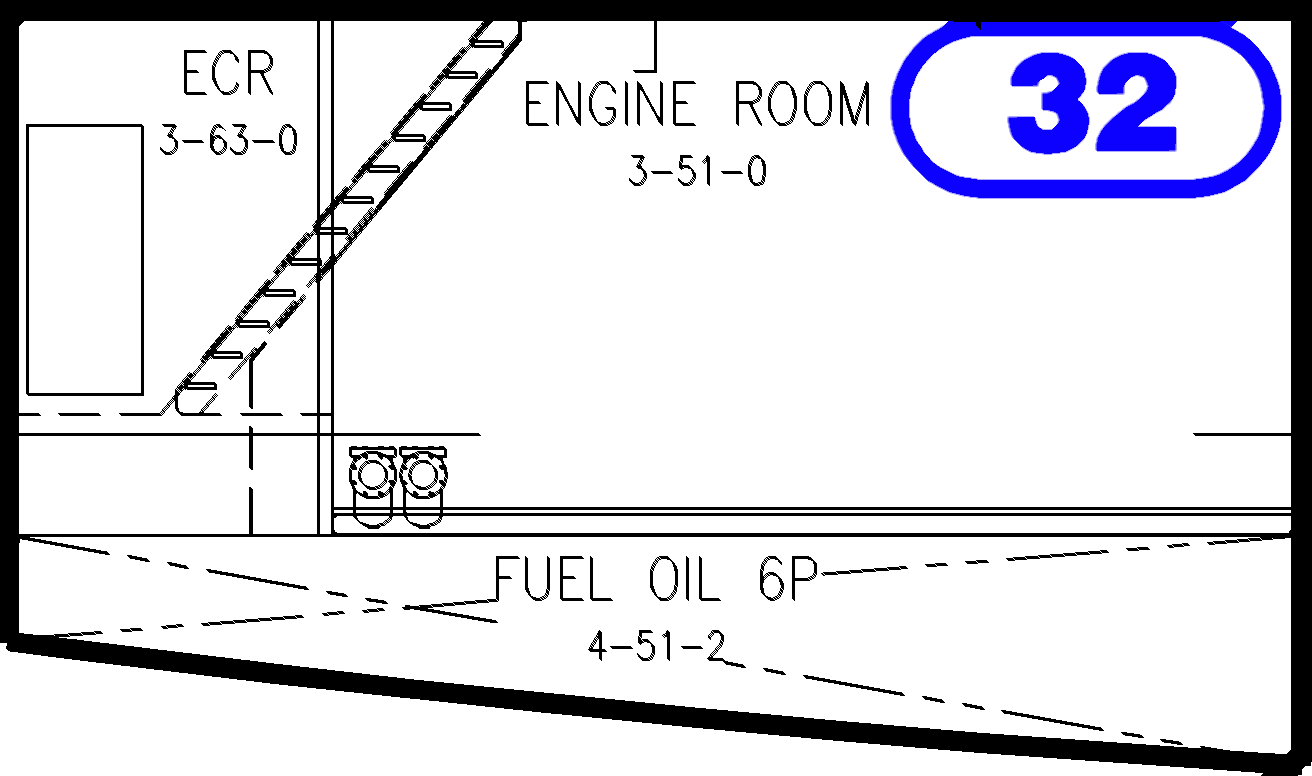 ECR
3-63-0
ENGINE ROOM
3-51-0
32
FUEL OIL 6P
4-51-2